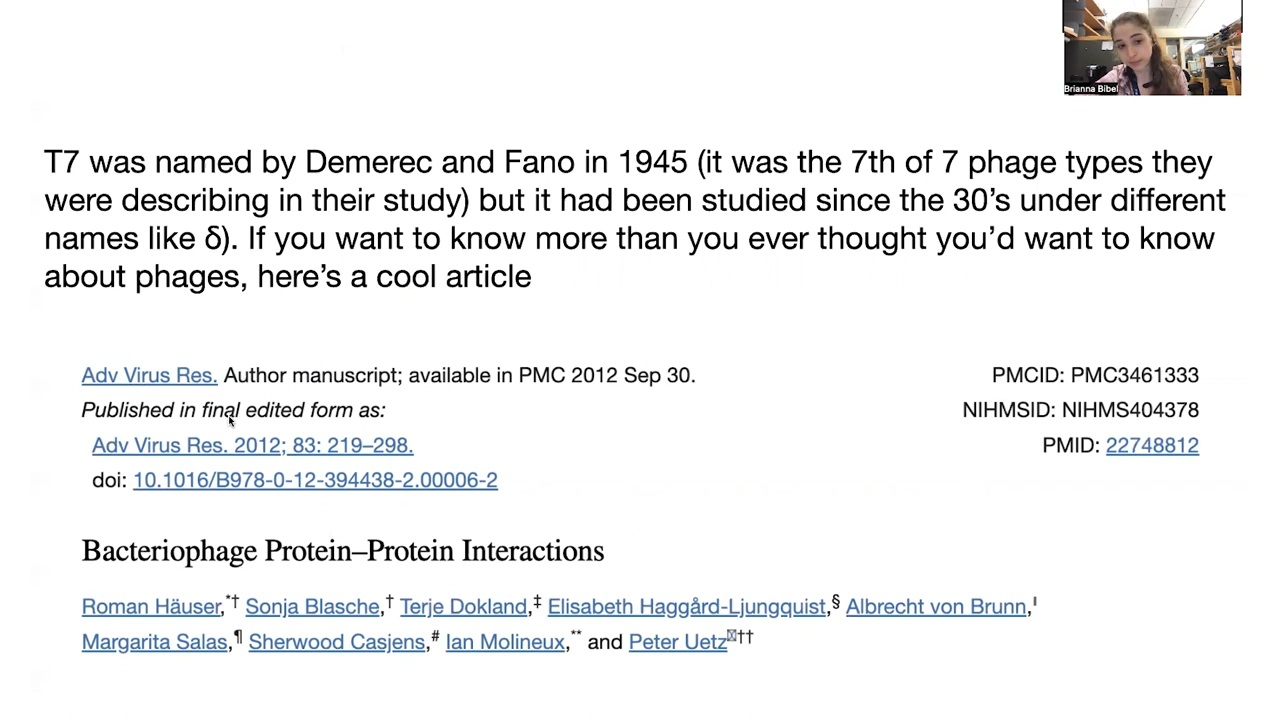 Brianna Bibel
T7 was named by Demerec and Fano in 1945 (it was the 7th of 7 phage types they
were describing in their study) but it had been studied since the 30’s under different
names like δ). If you want to know more than you ever thought you’d want to know
about phages, here’s a cool article
Adv Virus Res. Author manuscript; available in PMC 2012 Sep 30.
PMCID: PMC3461333
Published in final edited form as:
NIHMSID: NIHMS404378
Adv Virus Res. 2012; 83: 219–298.
PMID: 22748812
doi: 10.1016/B978-0-12-394438-2.00006-2
Bacteriophage Protein–Protein Interactions
Roman Häuser,*† Sonja Blasche,† Terje Dokland,‡ Elisabeth Haggård-Ljungquist,§ Albrecht von Brunn,‖
Margarita Salas,¶ Sherwood Casjens,# Ian Molineux,** and Peter Uetz††